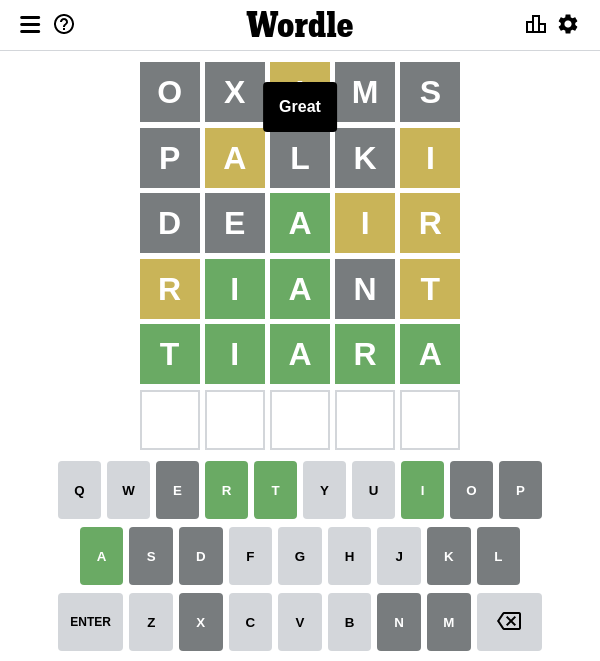 Wordle
O X M S
Great
P A L K I
D E A I R
R I A N T
T I A R A
Q W E R T Y U I O P
A S D F G H J K L
ENTER Z X C V B N M